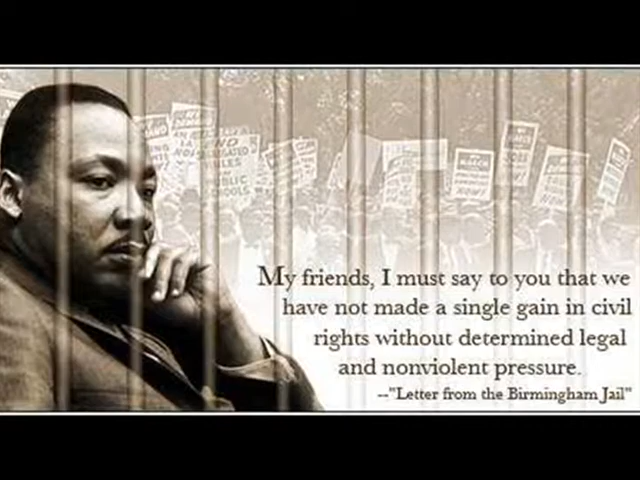 My friends, I must say to you that we
have not made a single gain in civil
rights without determined legal
and nonviolent pressure.
--"Letter from the Birmingham Jail"